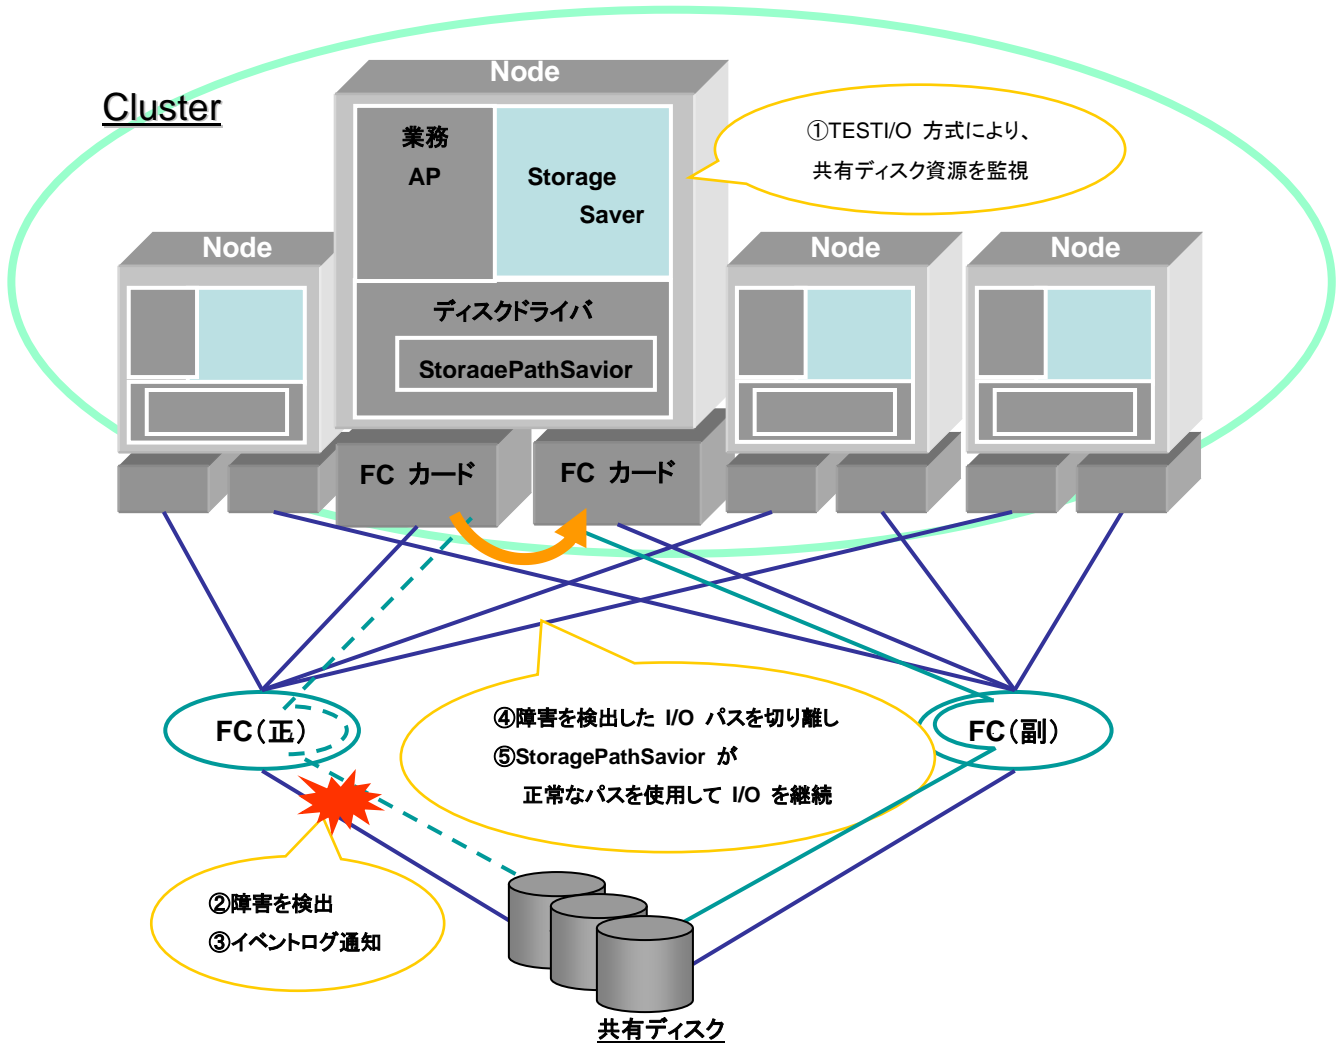 Cluster
Node
業務
AP
Storage
Saver
①TESTI/O 方式により、
共有ディスク資源を監視
Node
Node
Node
ディスクドライバ
StoragePathSavior
FC カード
FC カード
FC(正)
④障害を検出した I/O パスを切り離し
⑤StoragePathSavior が
正常なパスを使用して I/O を継続
FC(副)
②障害を検出
③イベントログ通知
共有ディスク